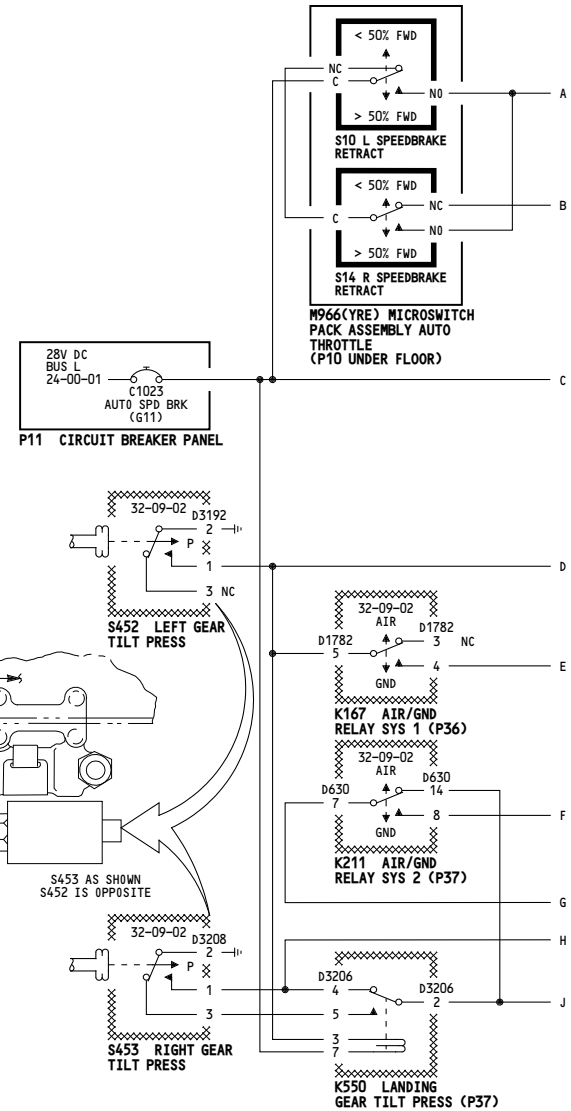 < 50% FWD
NC
C
N0
A
> 50% FWD
S10 L SPEEDBRAKE
RETRACT
< 50% FWD
NC
B
C
N0
> 50% FWD
S14 R SPEEDBRAKE
RETRACT
M966(YRE) MICROSWITCH
PACK ASSEMBLY AUTO
THROTTLE
(P10 UNDER FLOOR)
28V DC
BUS L
24-00-01
C1023
AUTO SPD BRK
(G11)
C
P11 CIRCUIT BREAKER PANEL
32-09-02
D3192
2
P
1
D
3 NC
S452 LEFT GEAR
TILT PRESS
32-09-02
AIR
D1782
D1782
3 NC
5
4
E
GND
K167 AIR/GND
RELAY SYS 1 (P36)
32-09-02
AIR
D630
D630
14
7
8
F
GND
K211 AIR/GND
RELAY SYS 2 (P37)
S453 AS SHOWN
S452 IS OPPOSITE
G
H
32-09-02
D3208
2
P
1
3
S453 RIGHT GEAR
TILT PRESS
D3206
4
D3206
2
J
5
3
7
K550 LANDING
GEAR TILT PRESS (P37)